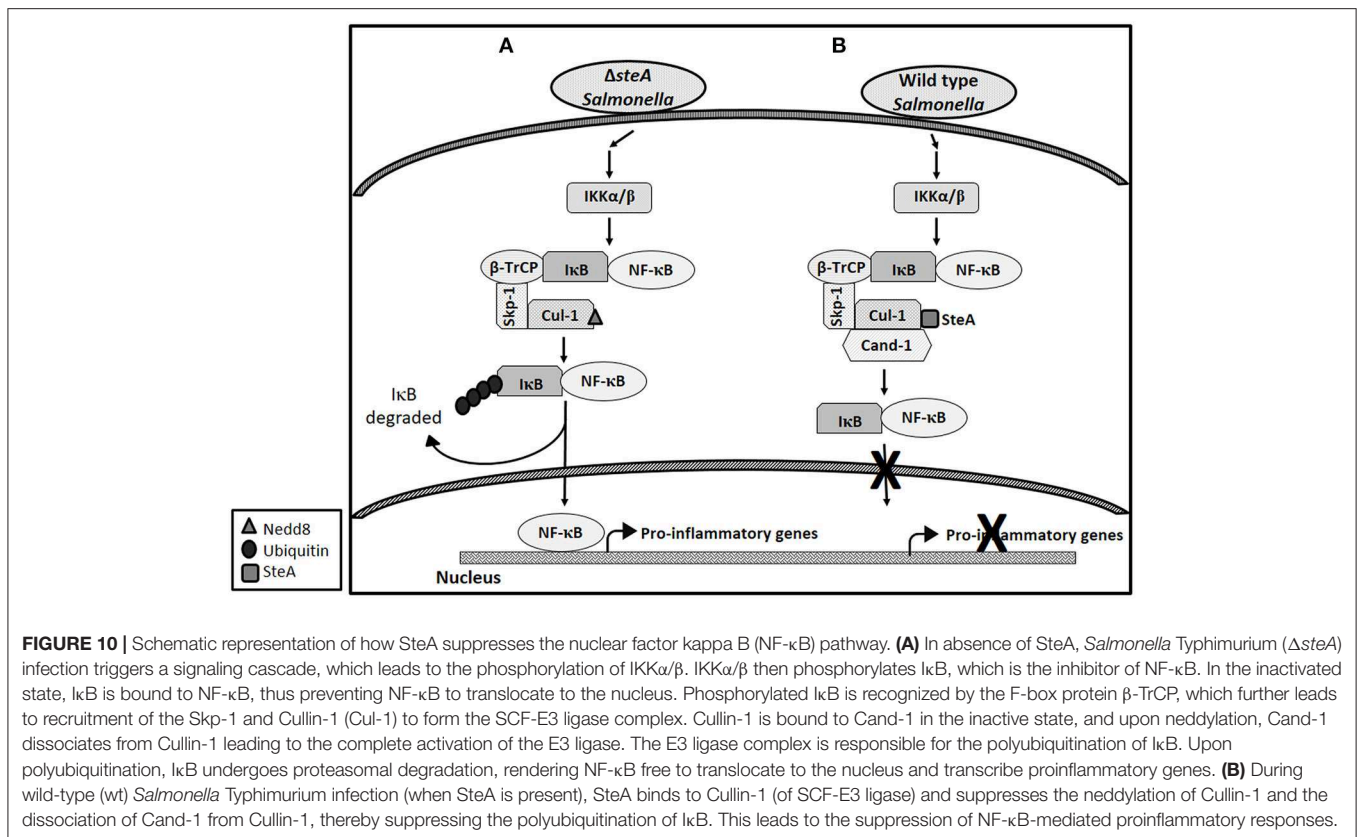 A
B
ΔsteA
Salmonella
Wild type
Salmonella
IKKα/β
IKKα/β
β-TrCP
IκB
NF-κB
β-TrCP
IκB
NF-κB
Skp-1
Cul-1
Skp-1
Cul-1
SteA
Cand-1
IκB
degraded
IκB
NF-κB
IκB
NF-κB
X
Nedd8
Ubiquitin
SteA
NF-κB
Pro-inflammatory genes
Pro-inflammatory genes
X
Nucleus
FIGURE 10 | Schematic representation of how SteA suppresses the nuclear factor kappa B (NF-κB) pathway. (A) In absence of SteA, Salmonella Typhimurium (ΔsteA)
infection triggers a signaling cascade, which leads to the phosphorylation of IKKα/β. IKKα/β then phosphorylates IκB, which is the inhibitor of NF-κB. In the inactivated
state, IκB is bound to NF-κB, thus preventing NF-κB to translocate to the nucleus. Phosphorylated IκB is recognized by the F-box protein β-TrCP, which further leads
to recruitment of the Skp-1 and Cullin-1 (Cul-1) to form the SCF-E3 ligase complex. Cullin-1 is bound to Cand-1 in the inactive state, and upon neddylation, Cand-1
dissociates from Cullin-1 leading to the complete activation of the E3 ligase. The E3 ligase complex is responsible for the polyubiquitination of IκB. Upon
polyubiquitination, IκB undergoes proteasomal degradation, rendering NF-κB free to translocate to the nucleus and transcribe proinflammatory genes. (B) During
wild-type (wt) Salmonella Typhimurium infection (when SteA is present), SteA binds to Cullin-1 (of SCF-E3 ligase) and suppresses the neddylation of Cullin-1 and the
dissociation of Cand-1 from Cullin-1, thereby suppressing the polyubiquitination of IκB. This leads to the suppression of NF-κB-mediated proinflammatory responses.